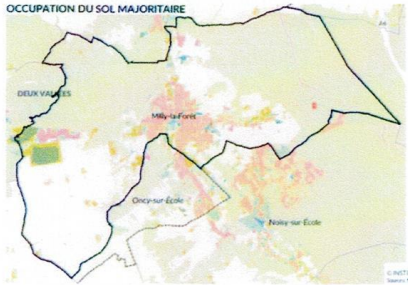 OCCUPATION DU SOL MAJORITAIRE
DEUX VALLÉES
Milly-la-Forêt
Oncy-sur-École
Noisy-sur-École